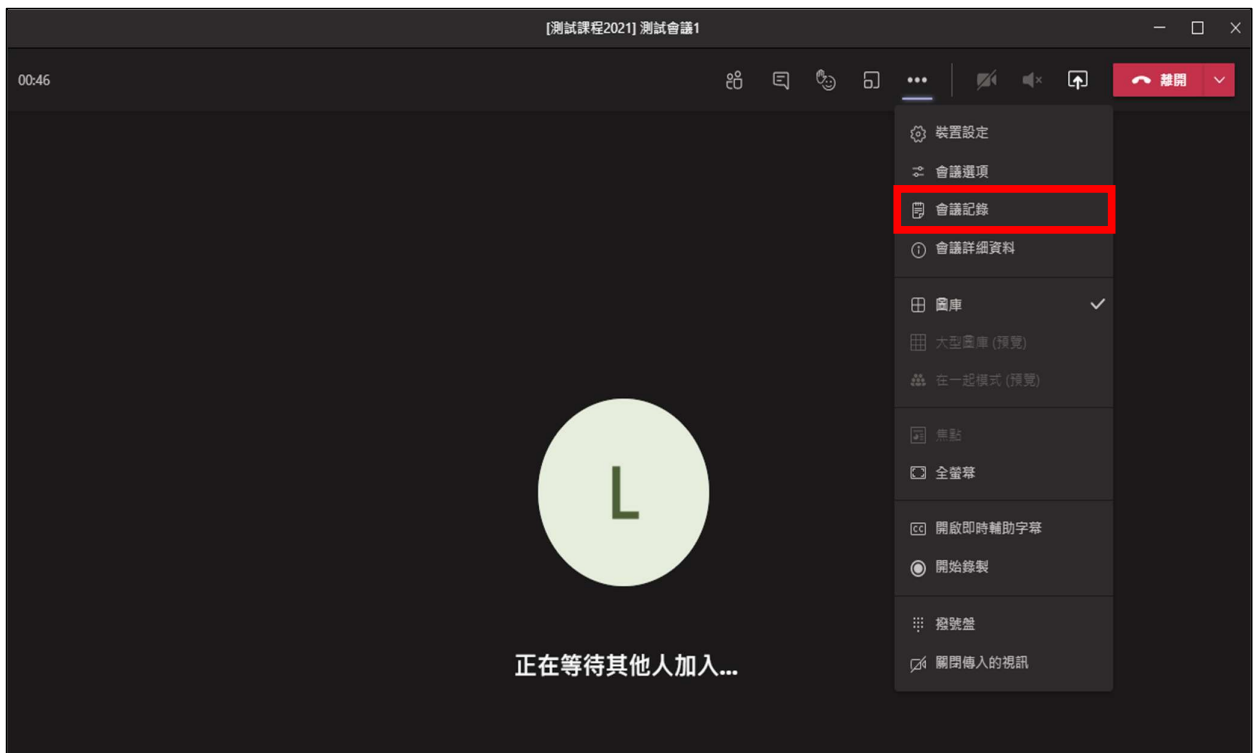 [測試課程2021] 測試會議1
00:46
離開
裝置設定
會議選項
會議記錄
會議詳細資料
圖庫
大型圖庫 (預覽)
在一起模式 (預覽)
焦點
全螢幕
CC 開啟即時輔助字幕
開始錄製
撥號盤
關閉傳入的視訊
L
正在等待其他人加入...